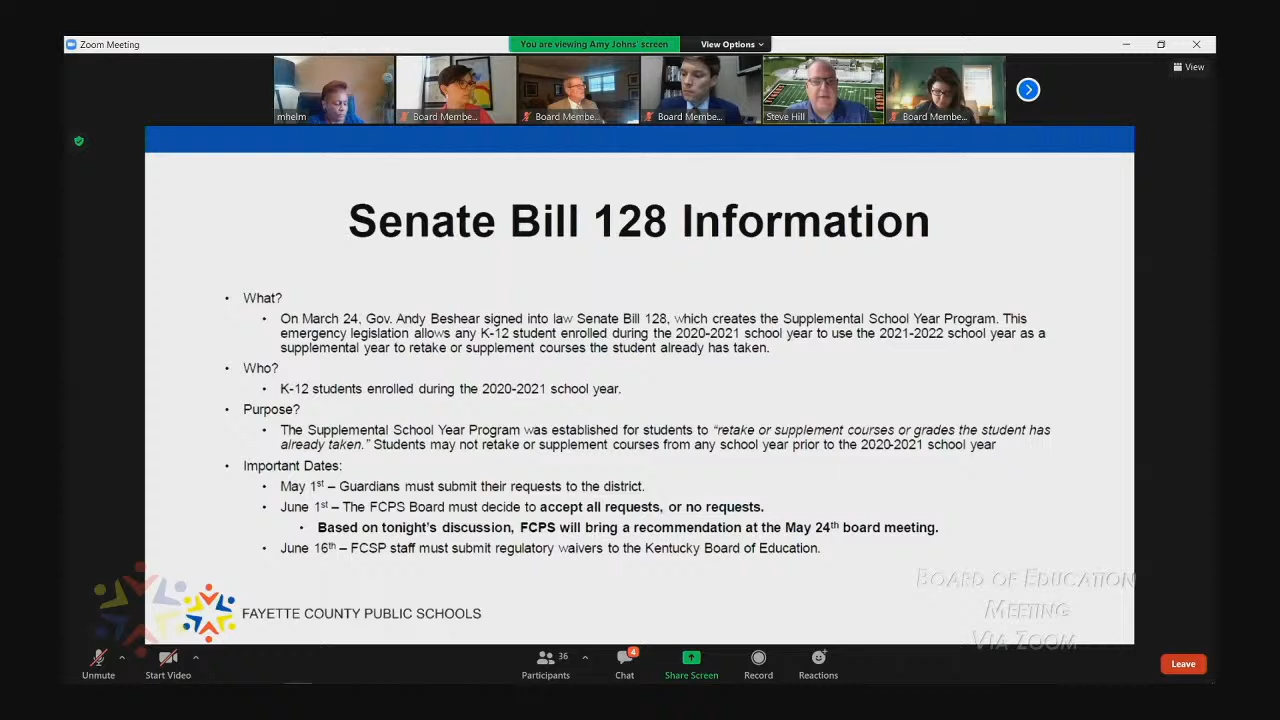 Zoom Meeting
You are viewing Amy Johns' screen
View Options
View
mhelm
Board Membe...
Board Membe...
Board Membe...
Steve Hill
Board Membe...
Senate Bill 128 Information
• What?
• On March 24, Gov. Andy Beshear signed into law Senate Bill 128, which creates the Supplemental School Year Program. This
emergency legislation allows any K-12 student enrolled during the 2020-2021 school year to use the 2021-2022 school year as a
supplemental year to retake or supplement courses the student already has taken.
• Who?
• K-12 students enrolled during the 2020-2021 school year.
• Purpose?
• The Supplemental School Year Program was established for students to “retake or supplement courses or grades the student has
already taken.” Students may not retake or supplement courses from any school year prior to the 2020-2021 school year
• Important Dates:
• May 1st – Guardians must submit their requests to the district.
• June 1st – The FCPS Board must decide to accept all requests, or no requests.
• Based on tonight’s discussion, FCPS will bring a recommendation at the May 24th board meeting.
• June 16th – FCSP staff must submit regulatory waivers to the Kentucky Board of Education.
FAYETTE COUNTY PUBLIC SCHOOLS
BOARD OF EDUCATION
MEETING
VIA ZOOM
Unmute
Start Video
36
Participants
4
Chat
Share Screen
Record
Reactions
Leave